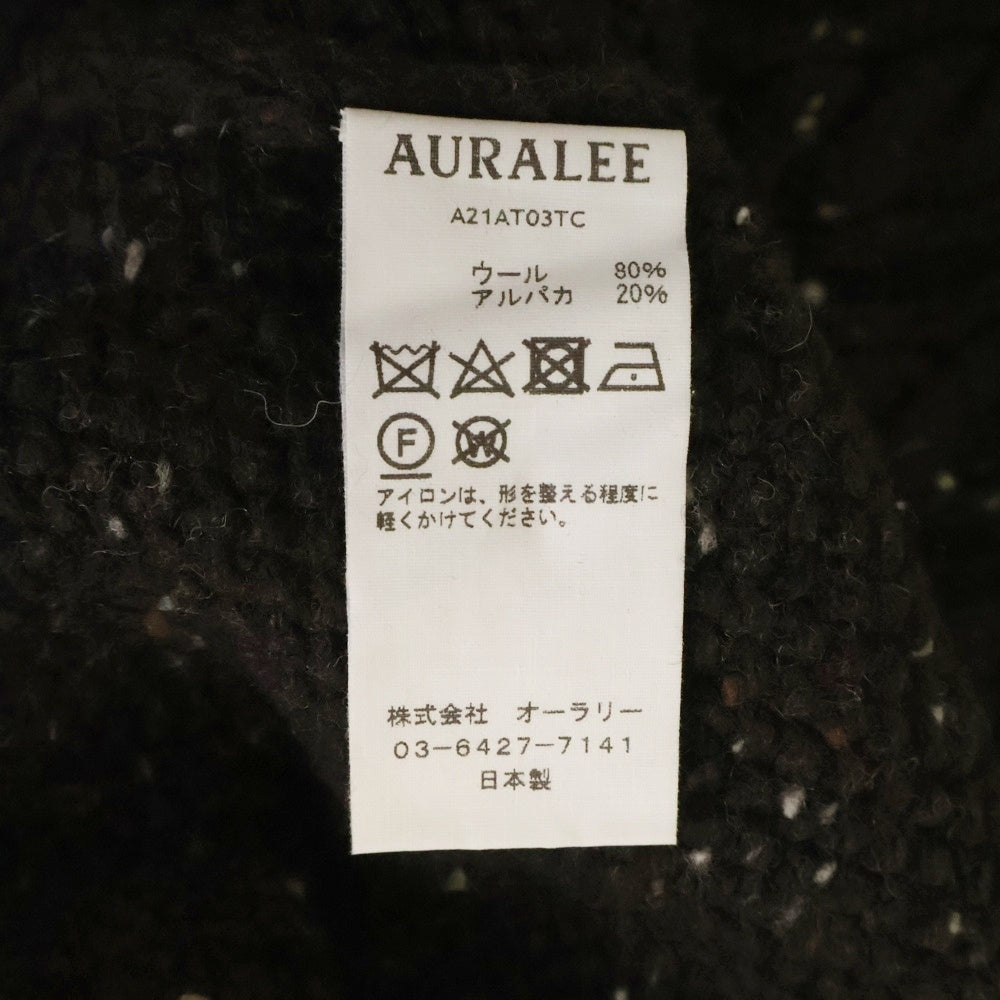 AURALEE
A21AT03TC
ウール 80%
アルパカ 20%
F W
アイロンは、形を整える程度に
軽くかけてください。
株式会社 オーラリー
03-6427-7141
日本製